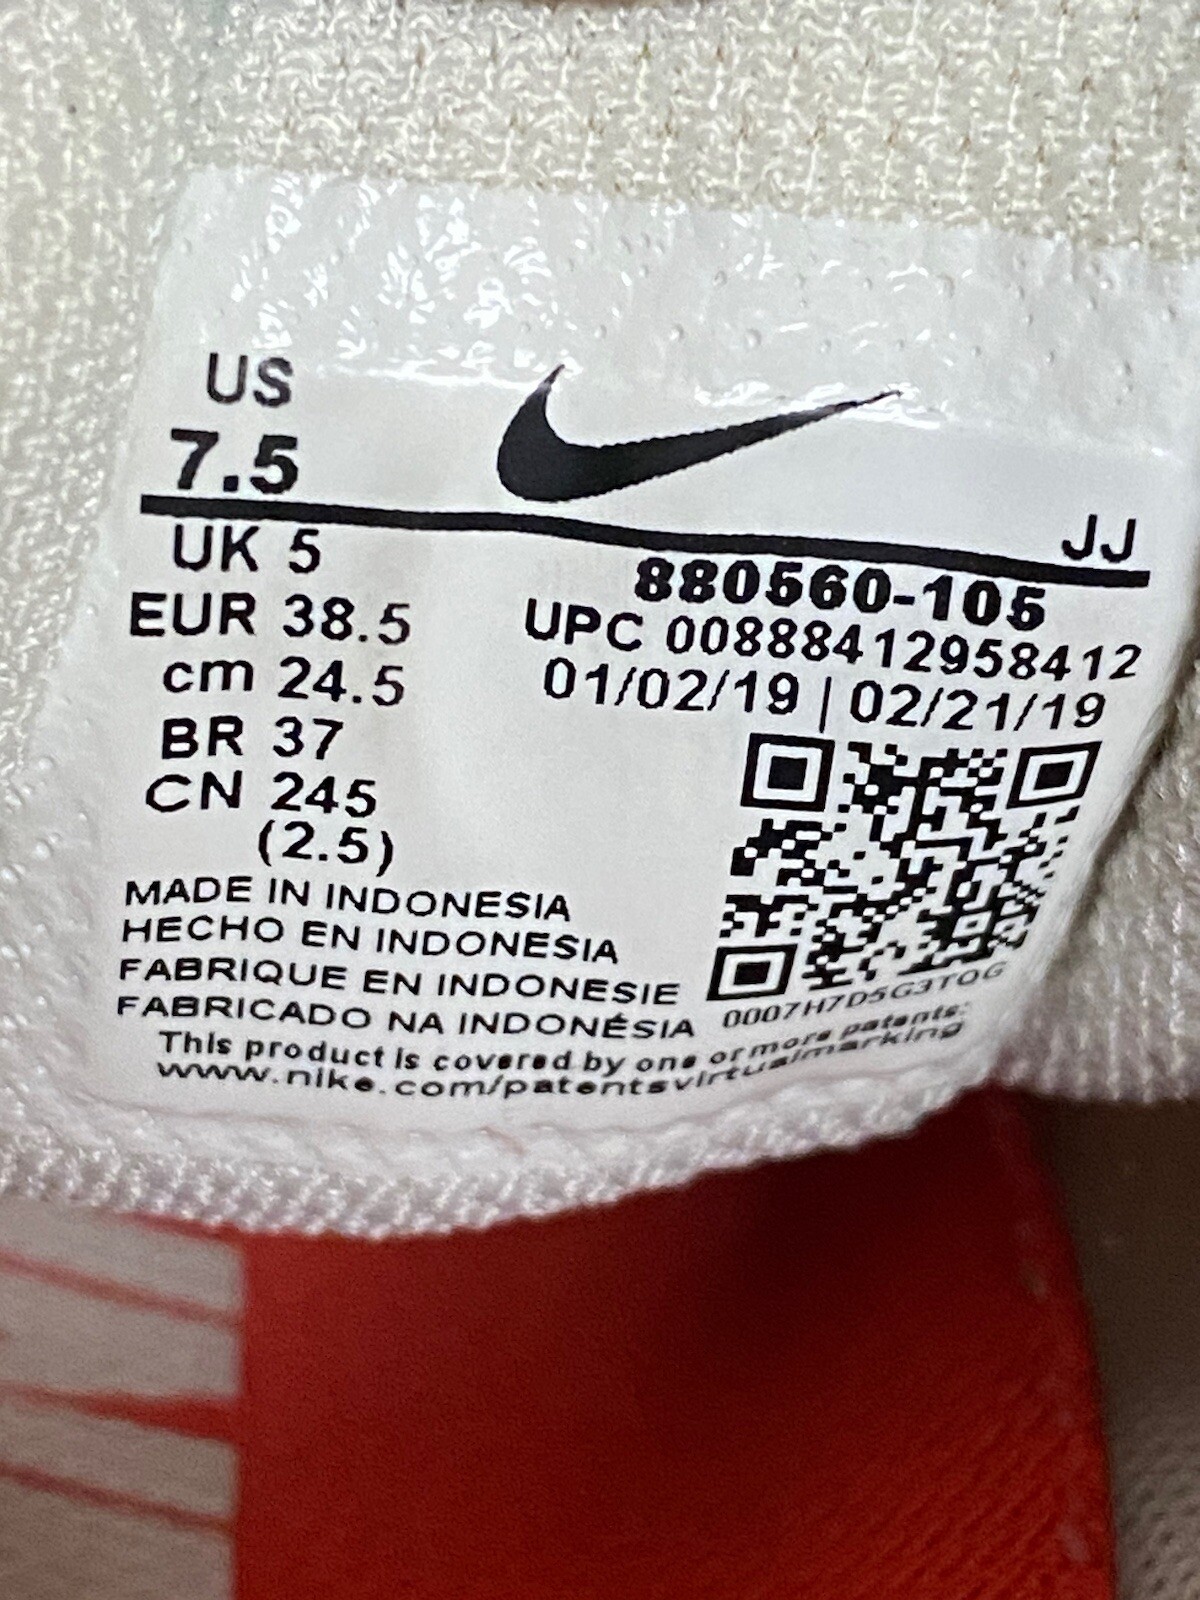 US
7.5
JJ
UK 5
880560-105
EUR 38.5
UPC 00888412958412
cm 24.5
01/02/19 | 02/21/19
BR 37
CN 245
(2.5)
MADE IN INDONESIA
HECHO EN INDONESIA
FABRIQUE EN INDONESIE
FABRICADO NA INDONÉSIA
0007H7D5G3TOG
This product is covered by one or more patents:
www.nike.com/patentsvirtualmarking